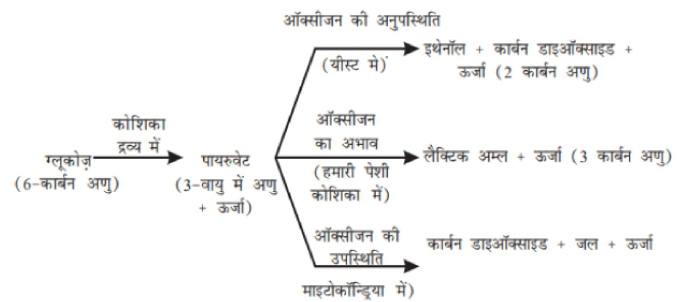 ऑक्सीजन की अनुपस्थिति
(यीस्ट मे)
इथेनॉल + कार्बन डाइऑक्साइड +
ऊर्जा (2 कार्बन अणु)
कोशिका
द्रव्य में
ग्लूकोज़
(6-कार्बन अणु)
पायरुवेट
(3-वायु में अणु
+ ऊर्जा)
ऑक्सीजन
का अभाव
(हमारी पेशी
कोशिका में)
लैक्टिक अम्ल + ऊर्जा (3 कार्बन अणु)
ऑक्सीजन की
उपस्थिति
माइटोकॉन्ड्रिया में)
कार्बन डाइऑक्साइड + जल + ऊर्जा